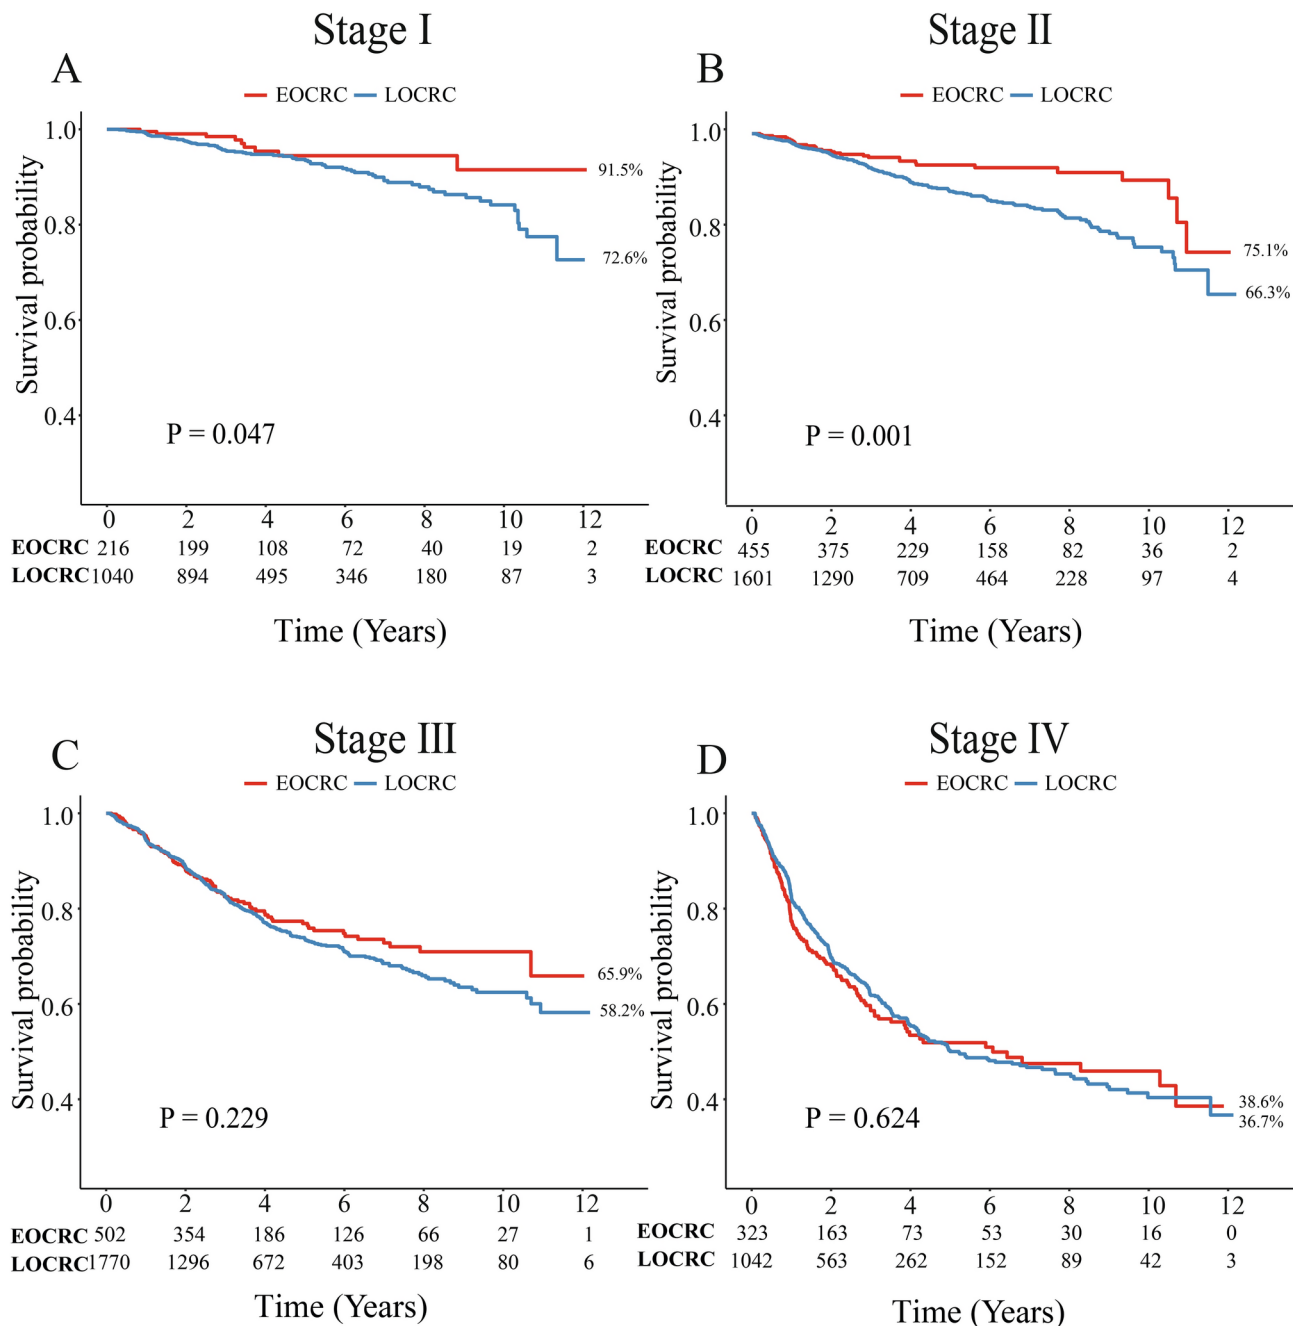 Stage I
A
EOCRC LOCRC
Survival probability
1.0
0.8
0.6
0.4
91.5%
72.6%
P = 0.047
0 2 4 6 8 10 12
EOCRC 216 199 108 72 40 19 2
LOCRC 1040 894 495 346 180 87 3
Time (Years)
Stage II
B
EOCRC LOCRC
Survival probability
1.0
0.8
0.6
0.4
75.1%
66.3%
P = 0.001
0 2 4 6 8 10 12
EOCRC 455 375 229 158 82 36 2
LOCRC 1601 1290 709 464 228 97 4
Time (Years)
Stage III
C
EOCRC LOCRC
Survival probability
1.0
0.8
0.6
0.4
65.9%
58.2%
P = 0.229
0 2 4 6 8 10 12
EOCRC 502 354 186 126 66 27 1
LOCRC 1770 1296 672 403 198 80 6
Time (Years)
Stage IV
D
EOCRC LOCRC
Survival probability
1.0
0.8
0.6
0.4
38.6%
36.7%
P = 0.624
0 2 4 6 8 10 12
EOCRC 323 163 73 53 30 16 0
LOCRC 1042 563 262 152 89 42 3
Time (Years)